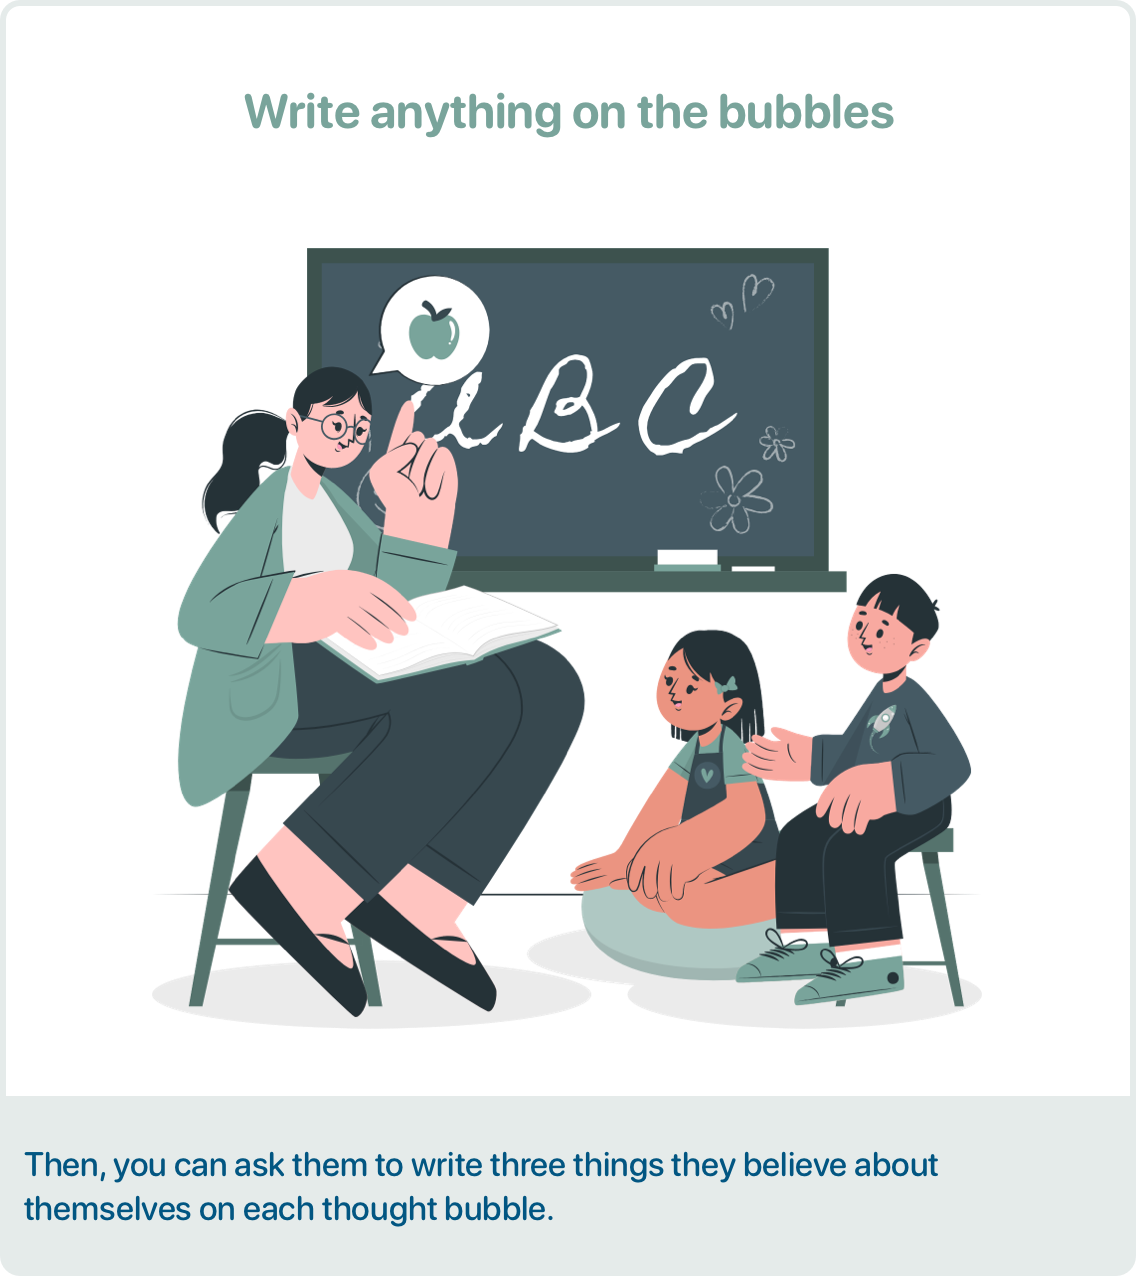 Write anything on the bubbles
a B C
Then, you can ask them to write three things they believe about
themselves on each thought bubble.